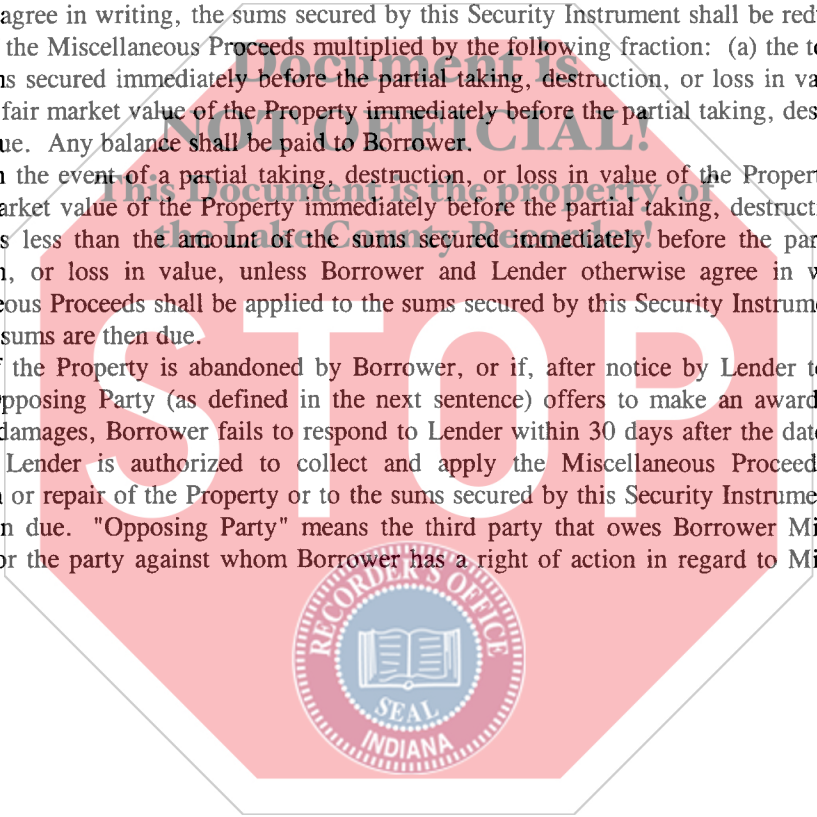 agree in writing, the sums secured by this Security Instrument shall be red
the Miscellaneous Proceeds multiplied by the following fraction: (a) the t
s secured immediately before the partial taking, destruction, or loss in va
fair market value of the Property immediately before the partial taking, des
ue. Any balance shall be paid to Borrower.
n the event of a partial taking, destruction, or loss in value of the Proper
arket value of the Property immediately before the partial taking, destructi
s less than the amount of the sums secured immediately before the par
n, or loss in value, unless Borrower and Lender otherwise agree in w
eous Proceeds shall be applied to the sums secured by this Security Instrum
sums are then due.
f the Property is abandoned by Borrower, or if, after notice by Lender t
pposing Party (as defined in the next sentence) offers to make an award
damages, Borrower fails to respond to Lender within 30 days after the dat
Lender is authorized to collect and apply the Miscellaneous Proceed
n or repair of the Property or to the sums secured by this Security Instrume
n due. "Opposing Party" means the third party that owes Borrower Mi
or the party against whom Borrower has a right of action in regard to Mi
Document is
NOT OFFICIAL!
This Document is the property of
the Lake County Recorder!
STOP
RECORDER'S OFFICE
SEAL
INDIANA